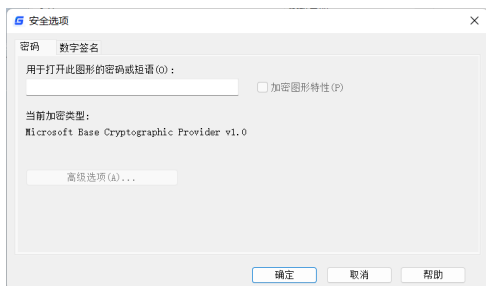 安全选项
密码 数字签名
用于打开此图形的密码或短语(O):
加密图形特性(P)
当前加密类型:
Microsoft Base Cryptographic Provider v1.0
高级选项(A)...
确定 取消 帮助